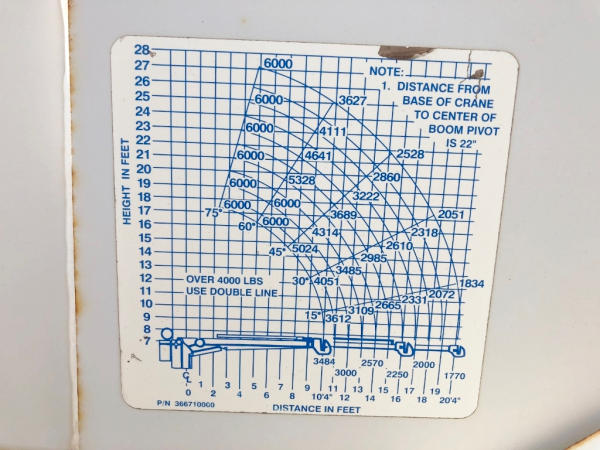 28
27 6000 NOTE:
26 1. DISTANCE FROM
25 6000 3627 BASE OF CRANE
24 TO CENTER OF
23 6000 4111 BOOM PIVOT
22 IS 22"
21 6000 4641 2528
20 5328 2860
19 6000 3222
18 6000 3689
17 75° 6000 2051
16 60° 6000 4314 2318
15 45° 5024 2610
14 2985
13 3485
12 OVER 4000 LBS 30° 4051 1834
11 USE DOUBLE LINE 2072
10 2331
9 15° 3612 3109 2665
8
7
HEIGHT IN FEET
3484 2570 2000 1770
3000 2250
CL 1 3 5 7 9 11 13 15 17 19
0 2 4 6 8 10'4" 12 14 16 18 20'4"
P/N 366710000 DISTANCE IN FEET